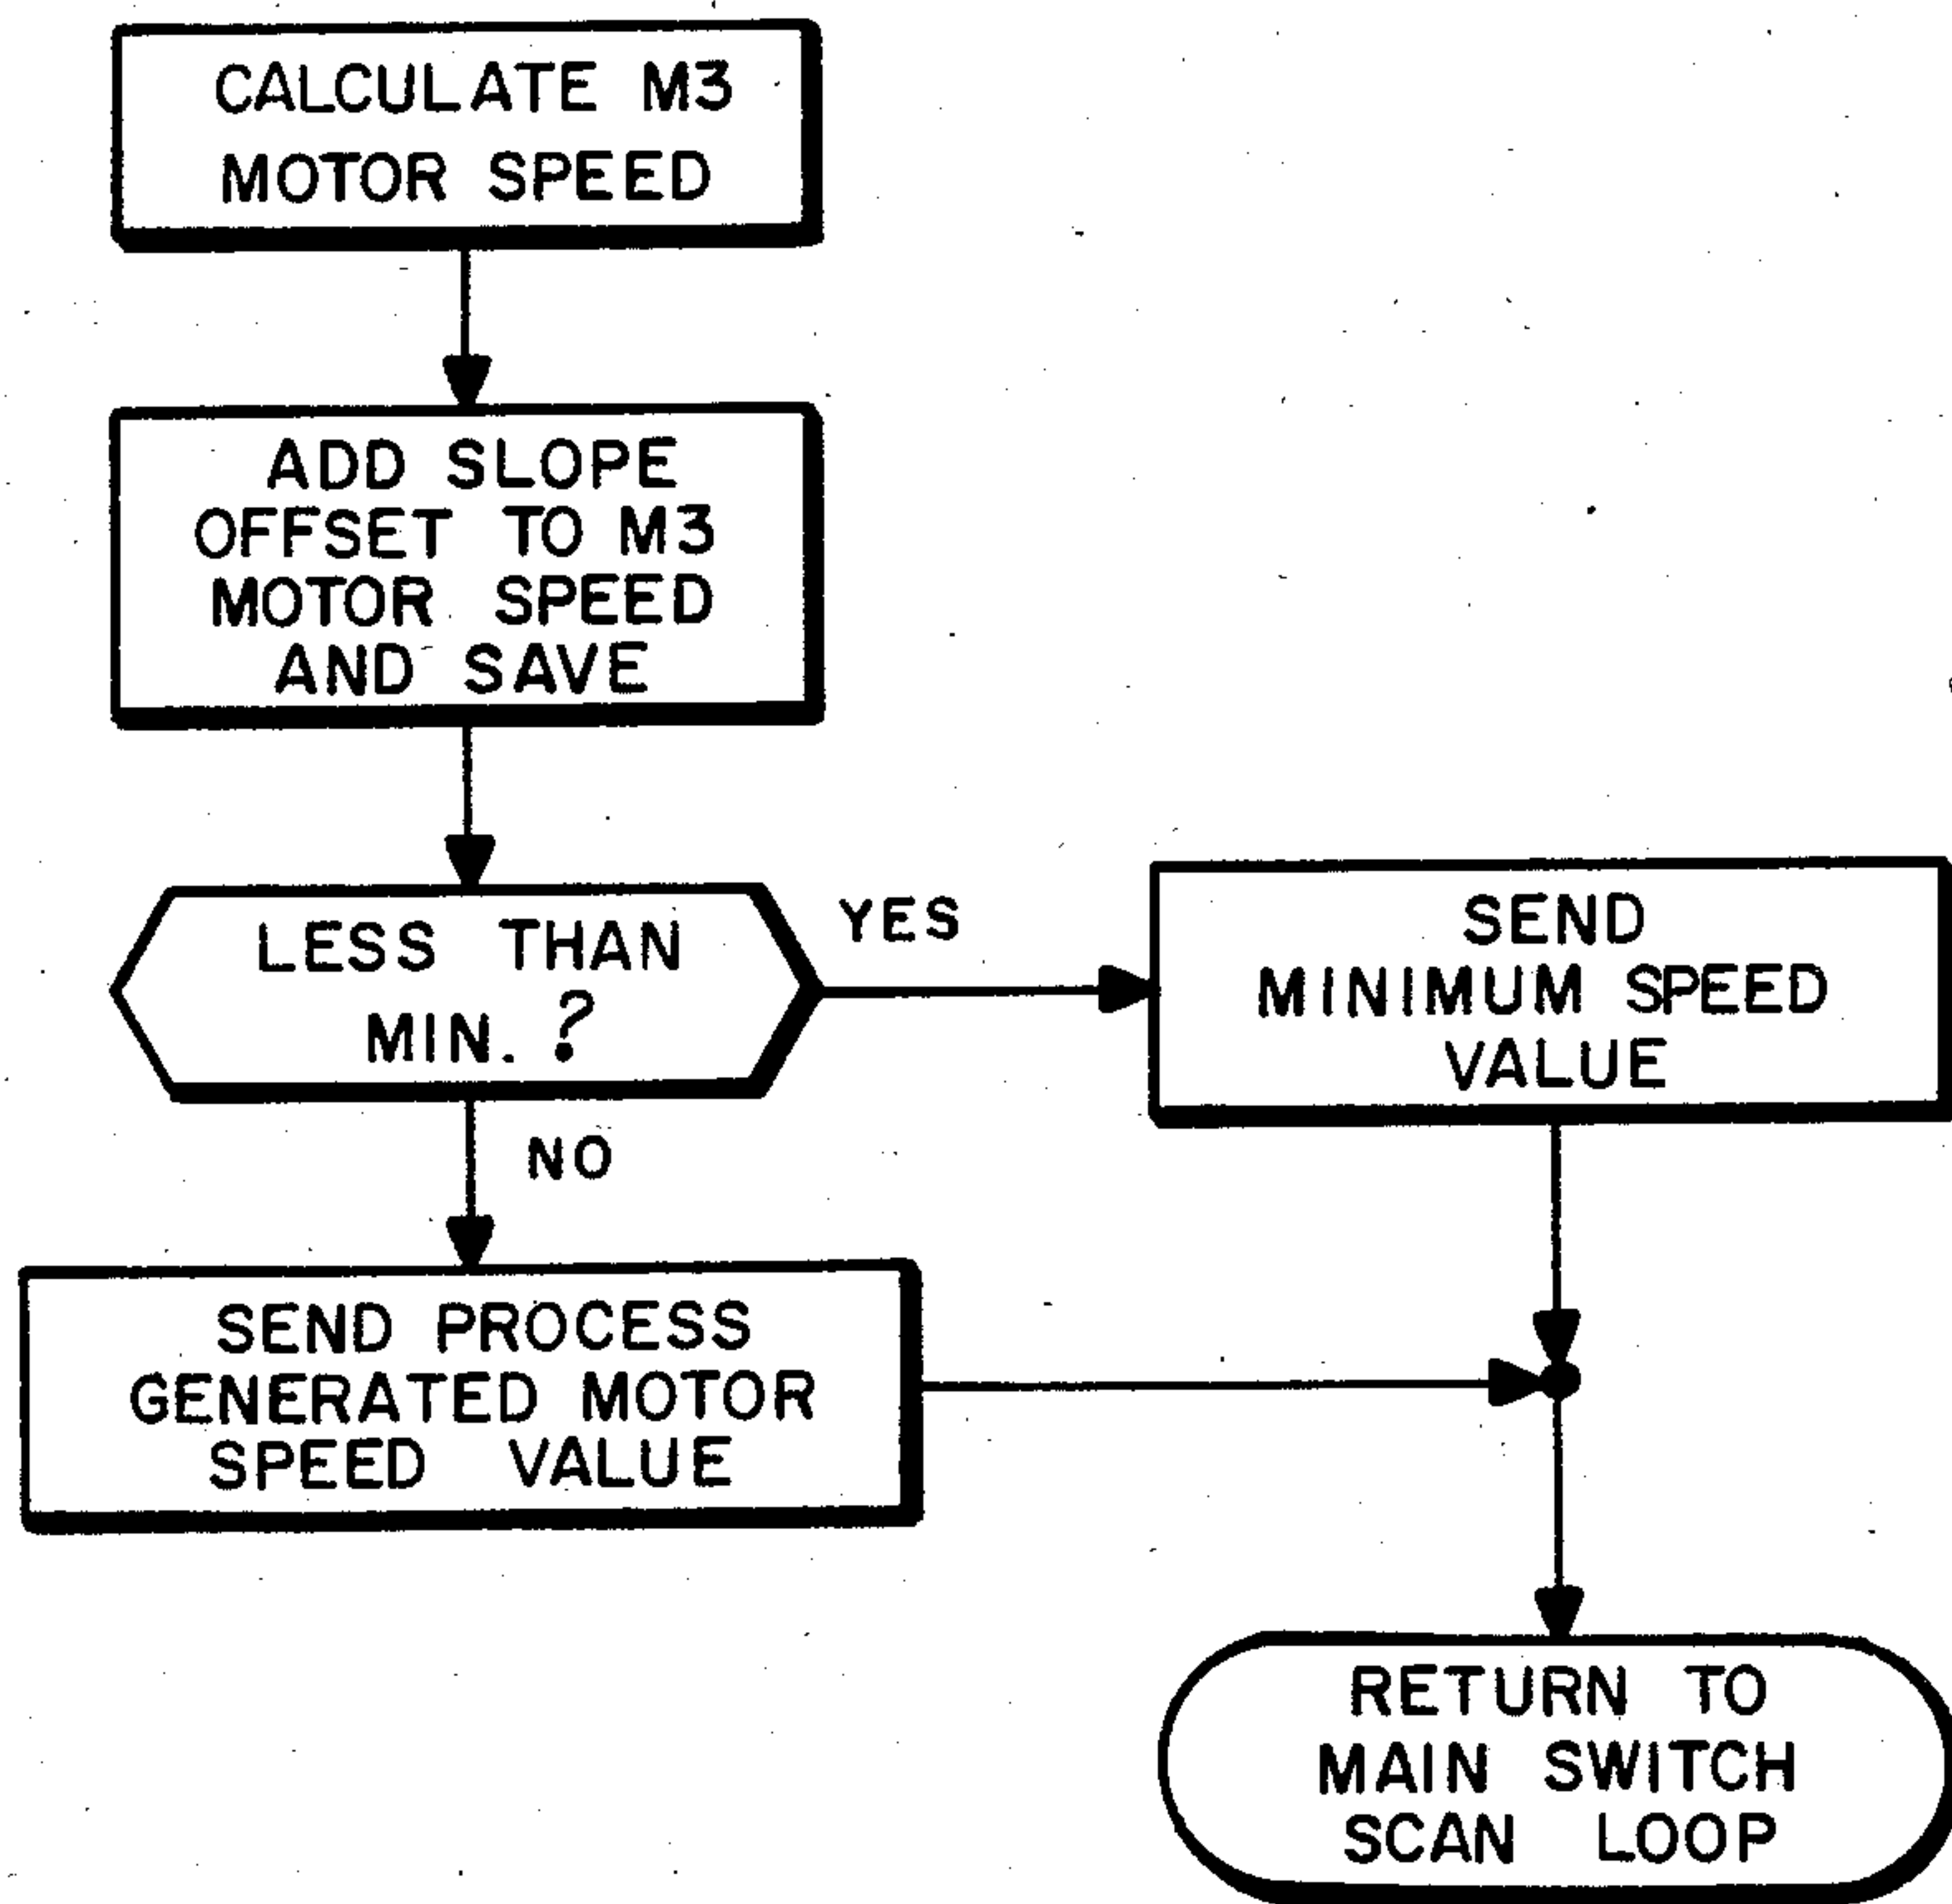 CALCULATE M3
MOTOR SPEED
ADD SLOPE
OFFSET TO M3
MOTOR SPEED
AND SAVE
LESS THAN
MIN. ?
YES
SEND
MINIMUM SPEED
VALUE
NO
SEND PROCESS
GENERATED MOTOR
SPEED VALUE
RETURN TO
MAIN SWITCH
SCAN LOOP